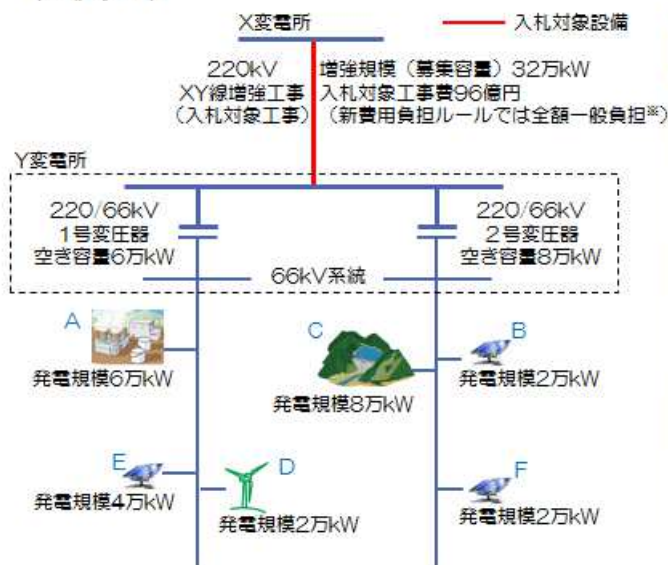 X変電所
入札対象設備
220kV
XY線増強工事
(入札対象工事)
増強規模(募集容量)32万kW
入札対象工事費96億円
(新費用負担ルールでは全額一般負担※)
Y変電所
220/66kV
1号変圧器
空き容量6万kW
220/66kV
2号変圧器
空き容量8万kW
66kV系統
A
発電規模6万kW
C
発電規模8万kW
B
発電規模2万kW
E
発電規模4万kW
D
発電規模2万kW
F
発電規模2万kW